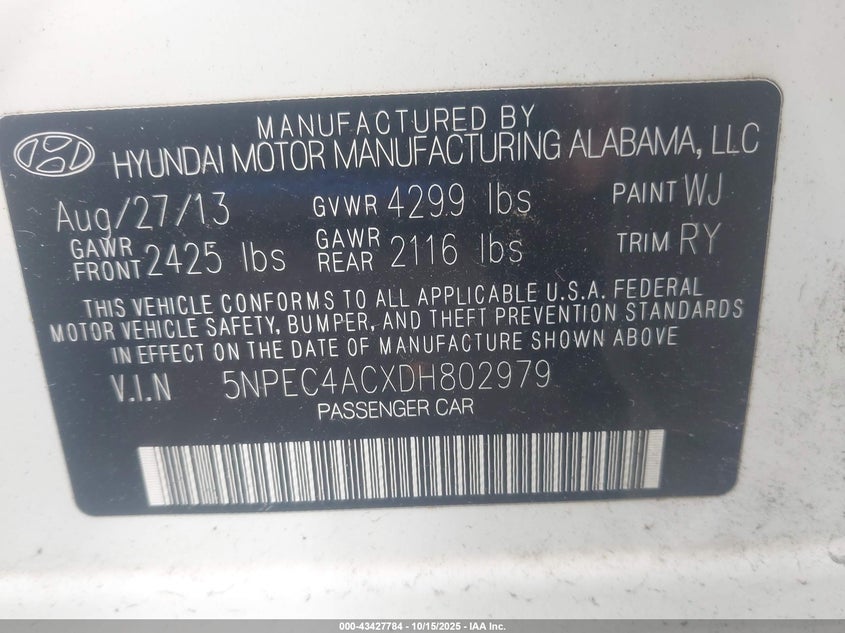 MANUFACTURED BY
HYUNDAI MOTOR MANUFACTURING ALABAMA, LLC
Aug/27/13 GVWR 4299 lbs PAINT WJ
GAWR FRONT 2425 lbs GAWR REAR 2116 lbs TRIM RY
THIS VEHICLE CONFORMS TO ALL APPLICABLE U.S.A. FEDERAL
MOTOR VEHICLE SAFETY, BUMPER, AND THEFT PREVENTION STANDARDS
IN EFFECT ON THE DATE OF MANUFACTURE SHOWN ABOVE
V.I.N 5NPEC4ACXDH802979
PASSENGER CAR
000-43427784 - 10/15/2025 - IAA Inc.